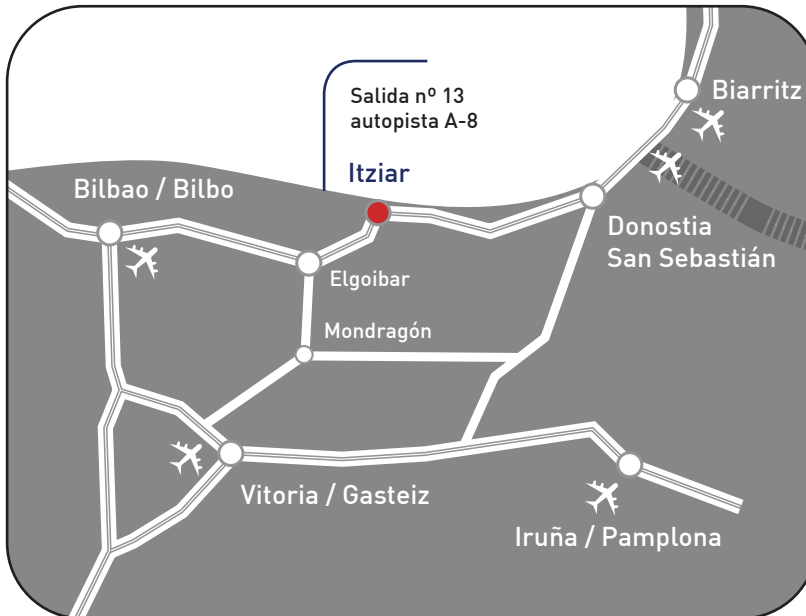 Salida nº 13
autopista A-8
Itziar
Biarritz
Bilbao / Bilbo
Donostia
San Sebastián
Elgoibar
Mondragón
Vitoria / Gasteiz
Iruña / Pamplona